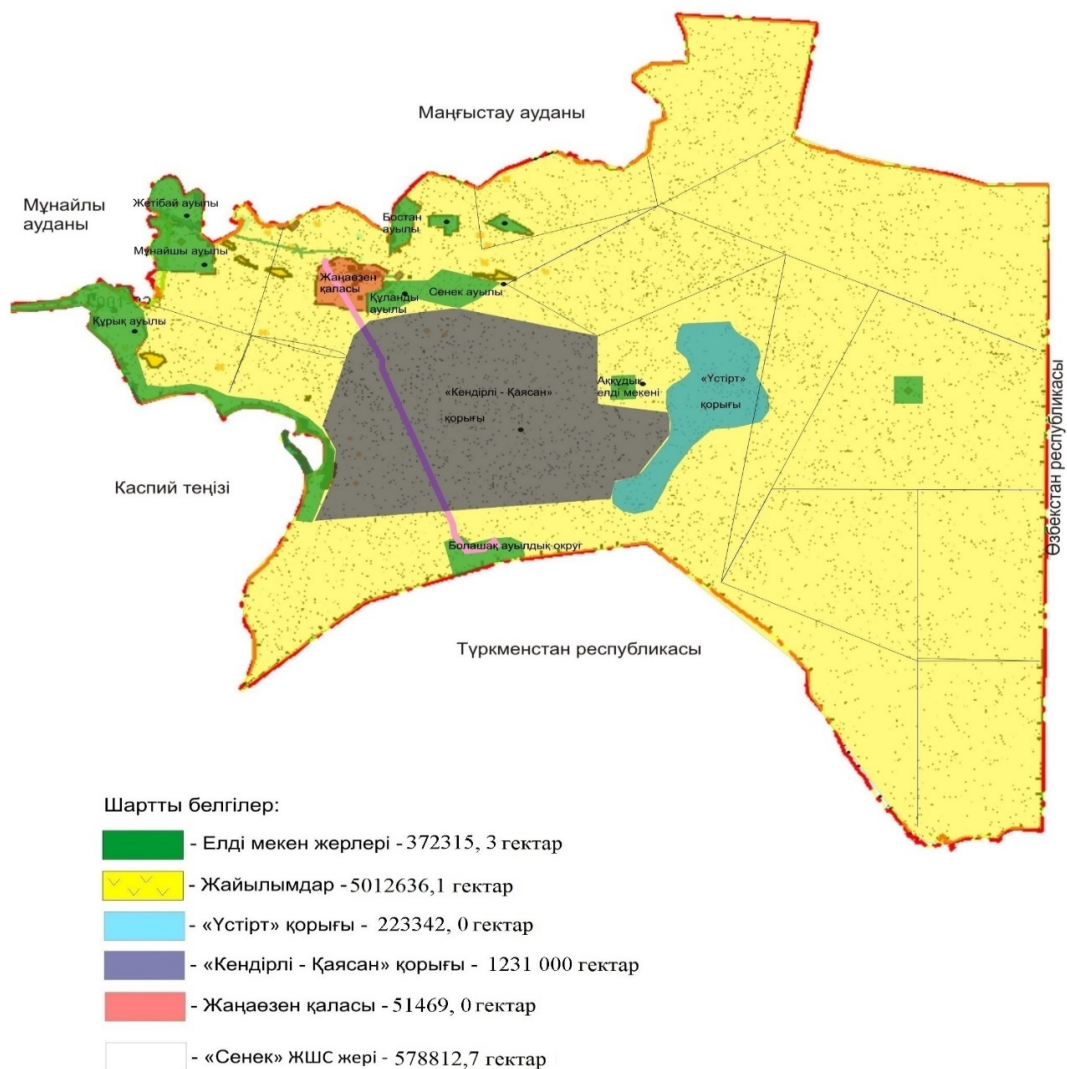 Маңғыстау ауданы
Мұнайлы
ауданы
Жетібай ауылы
Мұнайшы ауылы
Бостан
ауылы
Жаңаөзен
қаласы
Құланды
ауылы
Сенек ауылы
Құрық ауылы
«Кендірлі - Қаясан»
қорығы
Аққұдық
елді мекені
«Үстірт»
қорығы
Каспий теңізі
Өзбекстан республикасы
Болашақ ауылдық округ
Түркменстан республикасы
Шартты белгілер:
- Елді мекен жерлері - 372315, 3 гектар
- Жайылымдар - 5012636,1 гектар
- «Үстірт» қорығы - 223342, 0 гектар
- «Кендірлі - Қаясан» қорығы - 1231 000 гектар
- Жаңаөзен қаласы - 51469, 0 гектар
- «Сенек» ЖШС жері - 578812,7 гектар